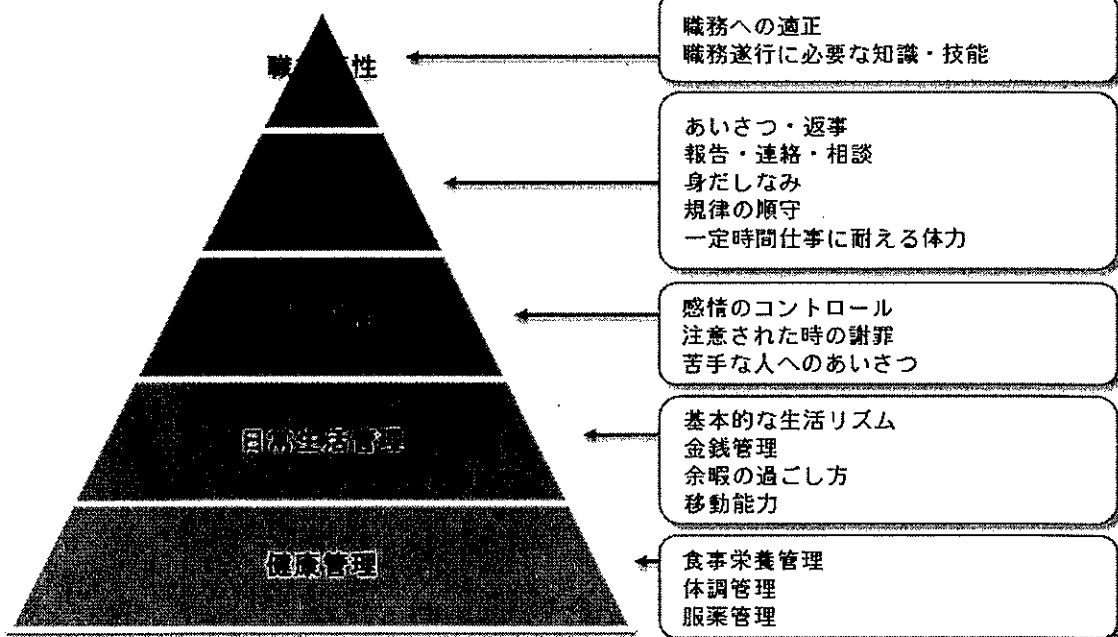 職務への適正
職務遂行に必要な知識・技能
あいさつ・返事
報告・連絡・相談
身だしなみ
規律の順守
一定時間仕事に耐える体力
感情のコントロール
注意された時の謝罪
苦手な人へのあいさつ
日常生活管理
基本的な生活リズム
金銭管理
余暇の過ごし方
移動能力
健康管理
食事栄養管理
体調管理
服薬管理